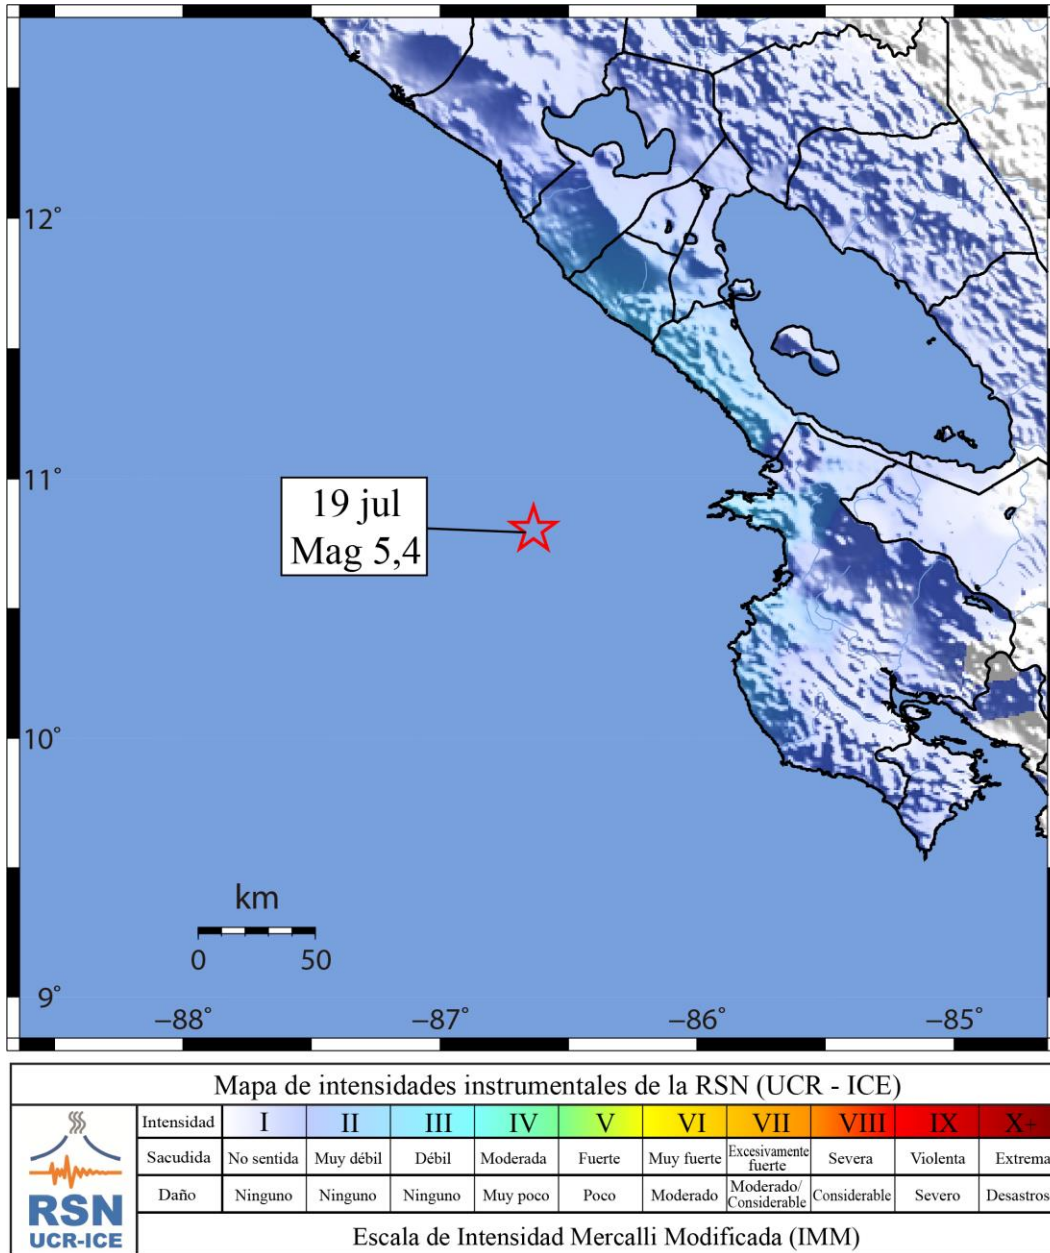 12°
11°
10°
9°
19 jul
Mag 5,4
km
0 50
−88° −87° −86° −85°
Mapa de intensidades instrumentales de la RSN (UCR - ICE)
Intensidad I II III IV V VI VII VIII IX X+
Sacudida No sentida Muy débil Débil Moderada Fuerte Muy fuerte Excesivamente fuerte Severa Violenta Extrema
Daño Ninguno Ninguno Ninguno Muy poco Poco Moderado Moderado/ Considerable Considerable Severo Desastros
Escala de Intensidad Mercalli Modificada (IMM)
RSN
UCR-ICE